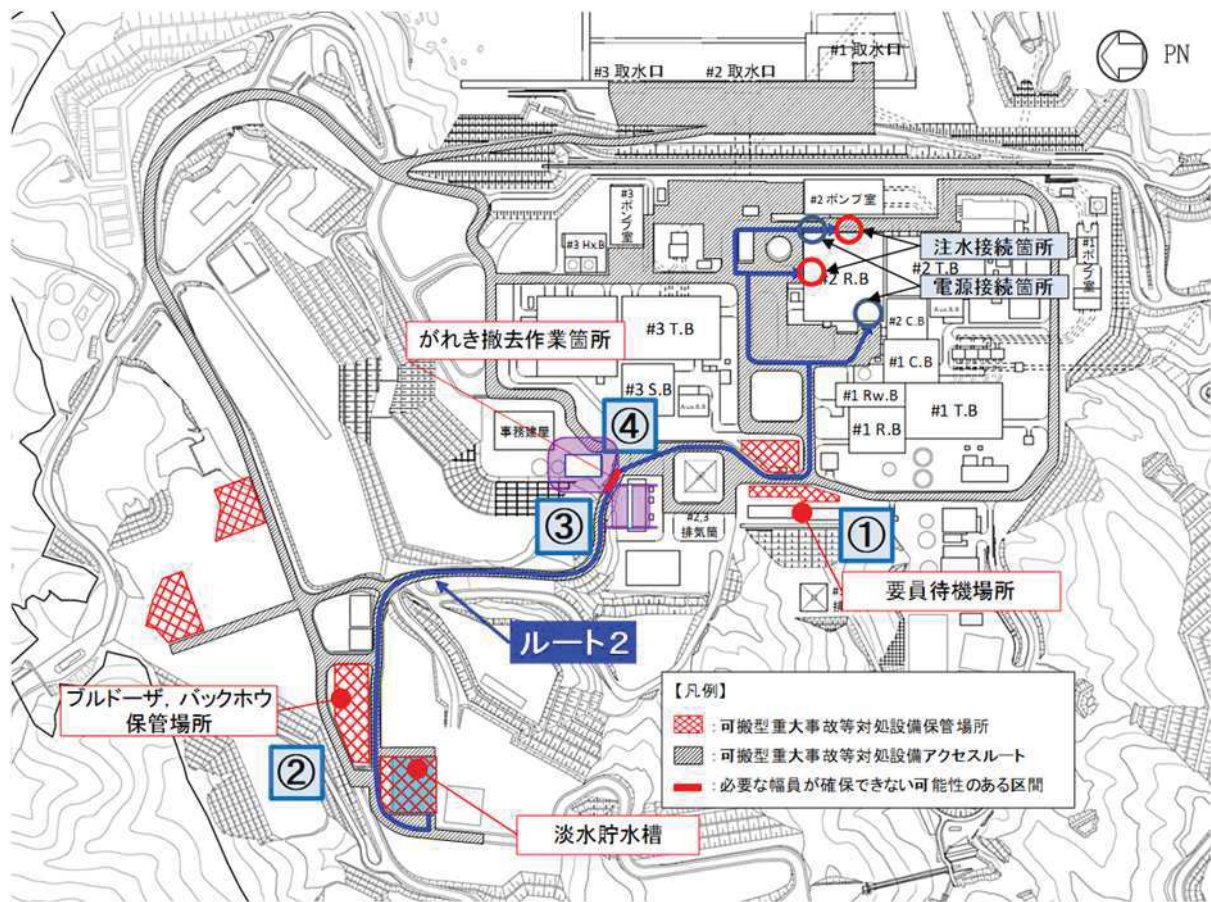 #1 取水口
#3 取水口
#2 取水口
PN
#3
ポンプ室
#2 ポンプ室
#3 Hx.B
注水接続箇所
#2 T.B
#1
ポンプ室
#2 R.B
電源接続箇所
#2 C.B
がれき撤去作業箇所
#3 T.B
#1 C.B
#3 S.B
#1 Rw.B
#1 T.B
事務建屋
④
#1 R.B
③
#2,3
排気筒
①
要員待機場所
ルート2
【凡例】
:可搬型重大事故等対処設備保管場所
:可搬型重大事故等対処設備アクセスルート
:必要な幅員が確保できない可能性のある区間
ブルドーザ，バックホウ
保管場所
②
淡水貯水槽